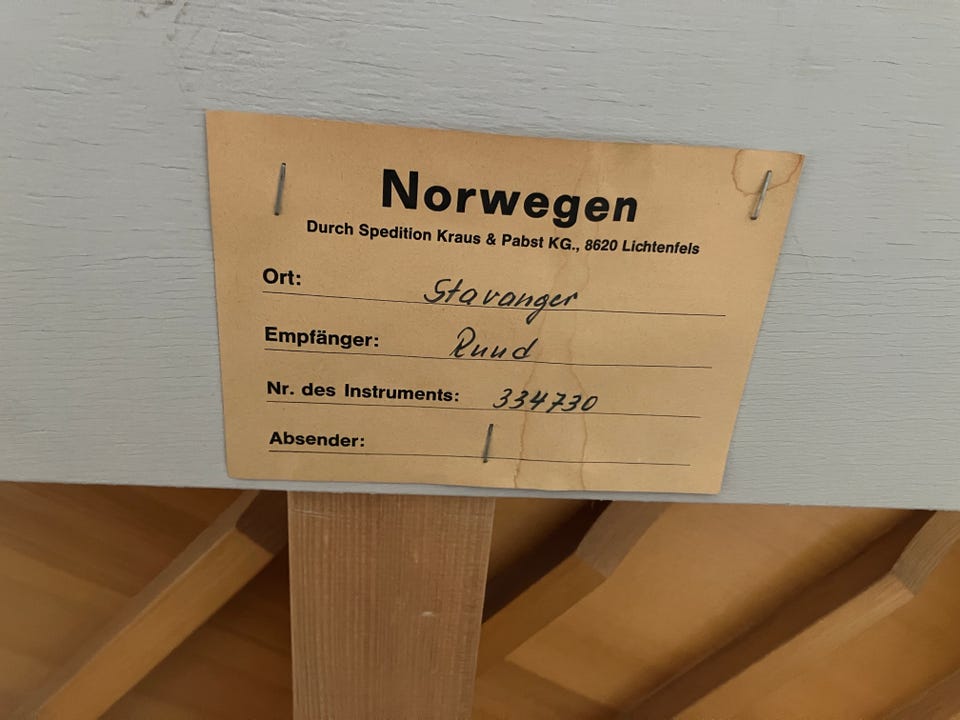 Norwegen
Durch Spedition Kraus & Pabst KG., 8620 Lichtenfels
Ort: Stavanger
Empfänger: Ruud
Nr. des Instruments: 334730
Absender: